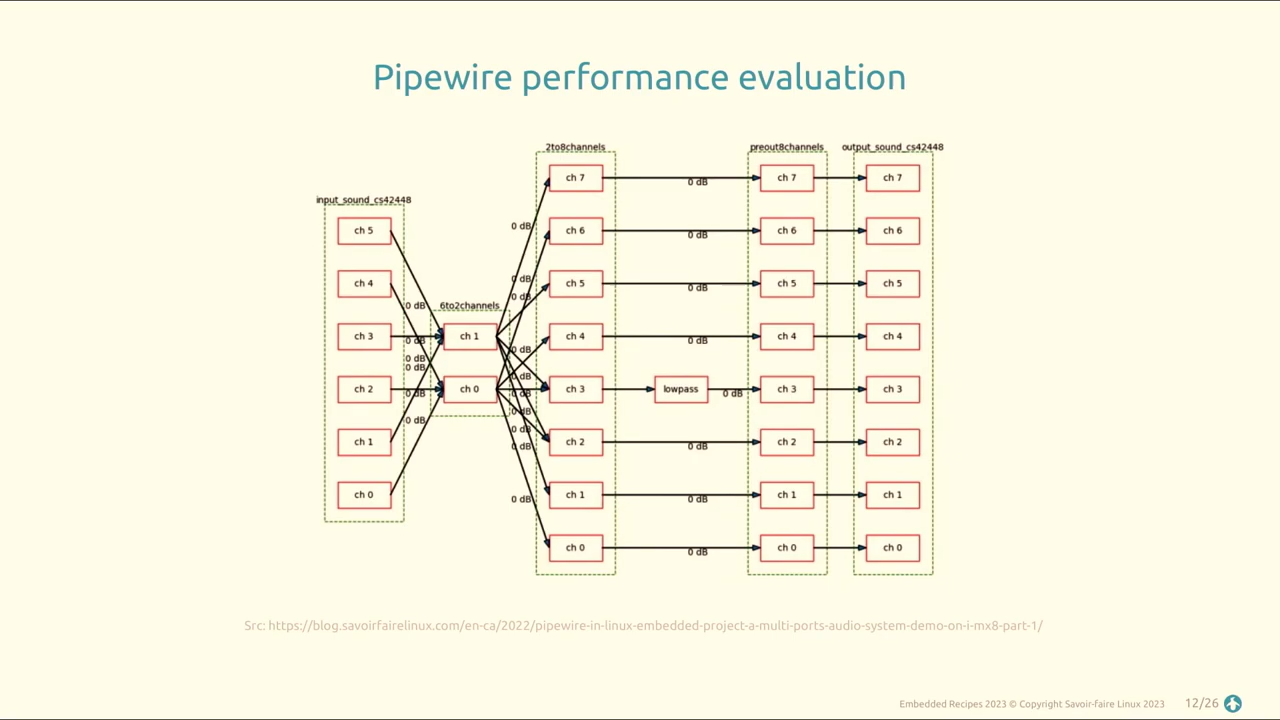 Pipewire performance evaluation
input_sound_cs42448
ch 5
ch 4
ch 3
ch 2
ch 1
ch 0
0 dB
0 dB
0 dB
0 dB
0 dB
0 dB
6to2channels
ch 1
ch 0
0 dB
0 dB
0 dB
0 dB
0 dB
0 dB
0 dB
0 dB
0 dB
0 dB
2to8channels
ch 7
ch 6
ch 5
ch 4
ch 3
ch 2
ch 1
ch 0
0 dB
0 dB
0 dB
0 dB
lowpass
0 dB
0 dB
0 dB
0 dB
preout8channels
ch 7
ch 6
ch 5
ch 4
ch 3
ch 2
ch 1
ch 0
output_sound_cs42448
ch 7
ch 6
ch 5
ch 4
ch 3
ch 2
ch 1
ch 0
Src: https://blog.savoirfairelinux.com/en-ca/2022/pipewire-in-linux-embedded-project-a-multi-ports-audio-system-demo-on-i-mx8-part-1/
Embedded Recipes 2023 © Copyright Savoir-faire Linux 2023
12/26